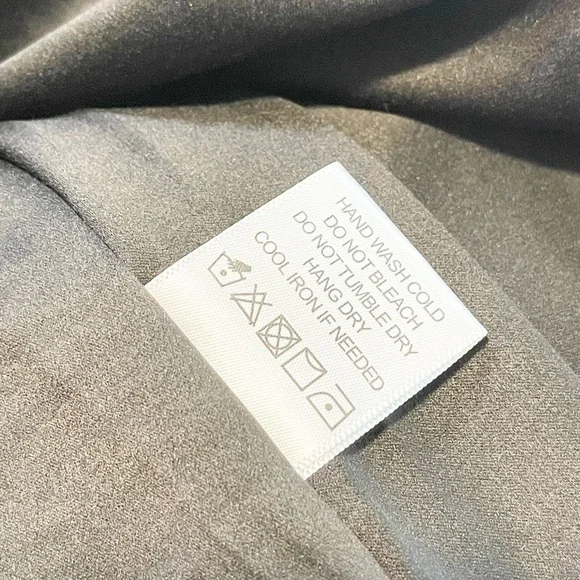 HAND WASH COLD
DO NOT BLEACH
DO NOT TUMBLE DRY
HANG DRY
COOL IRON IF NEEDED